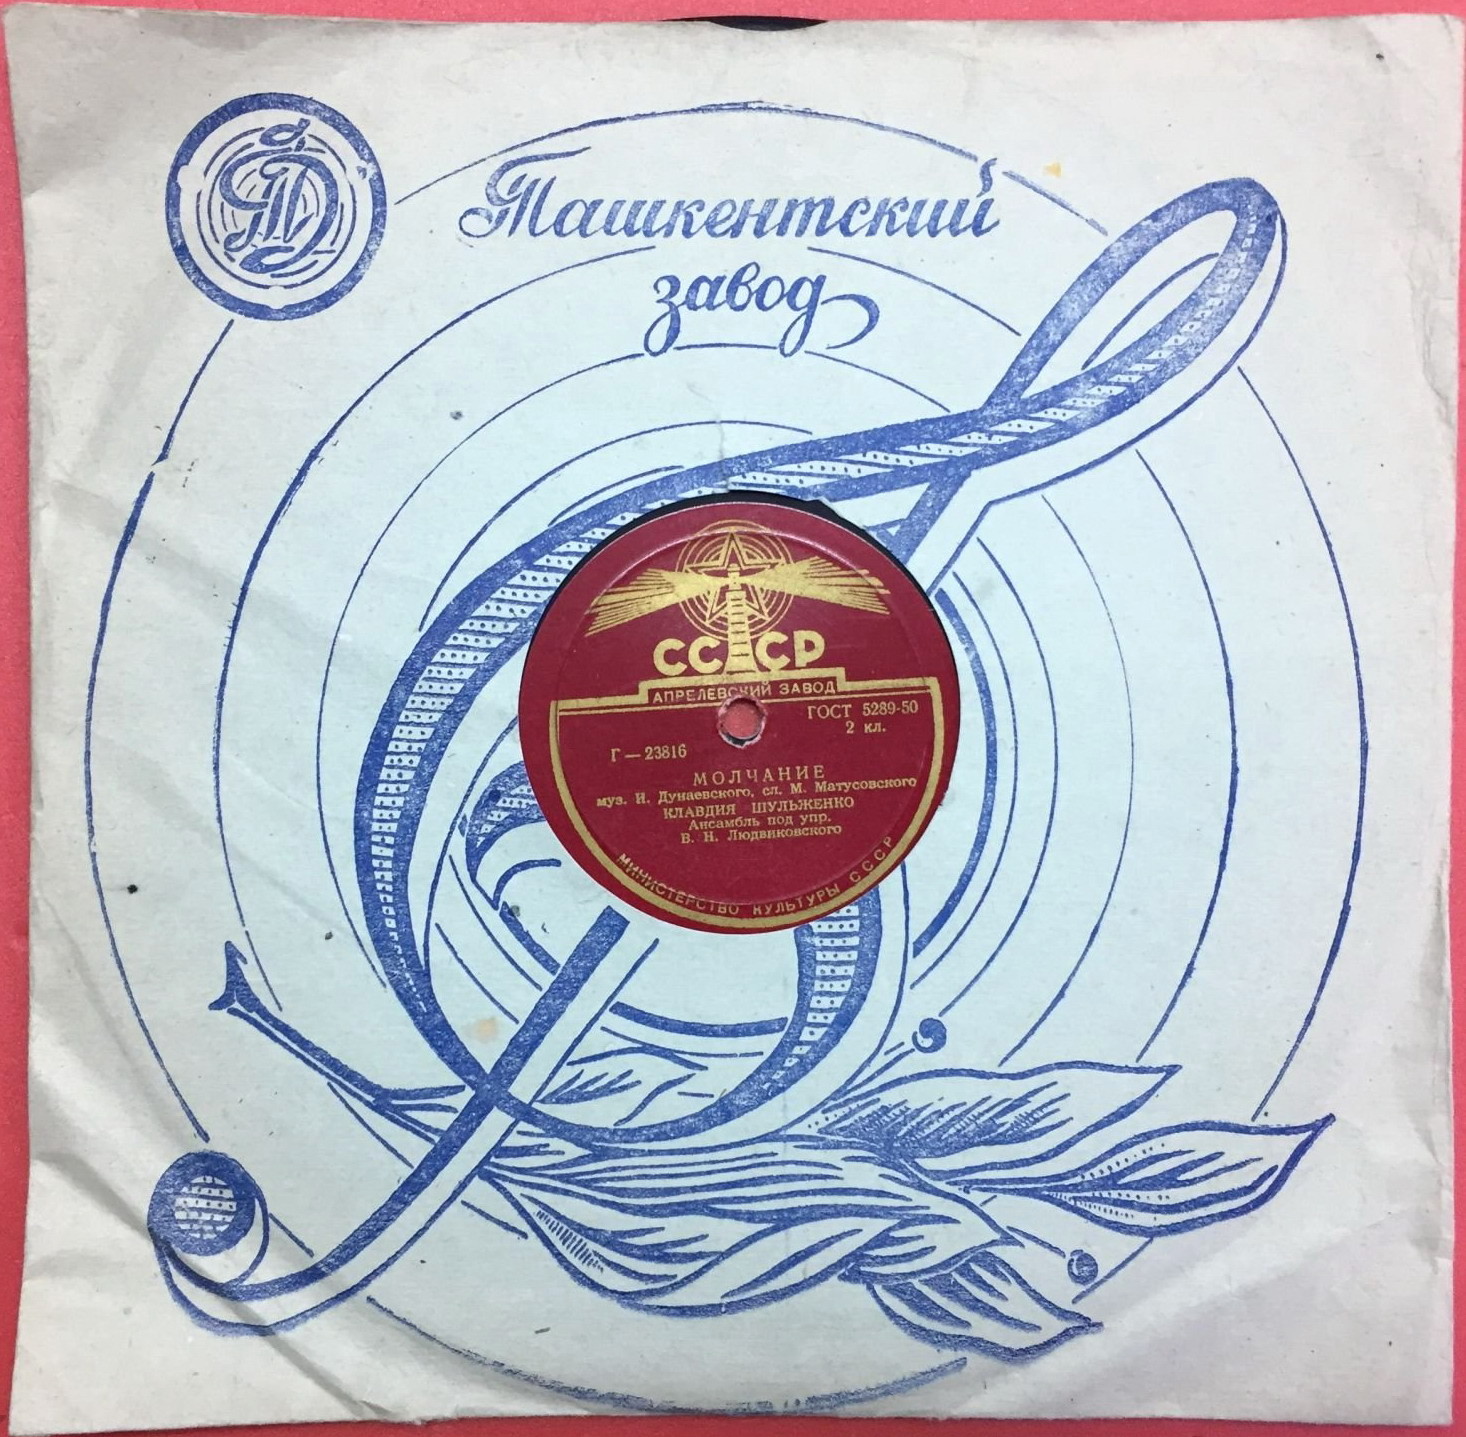 Ташкентский
завод
СССР
АПРЕЛЕВСКИЙ ЗАВОД
ГОСТ 5289-50
2 кл.
Г — 23816
МОЛЧАНИЕ
муз. И. Дунаевского, сл. М. Матусовского
КЛАВДИЯ ШУЛЬЖЕНКО
Ансамбль под упр.
В. Н. Людвиковского
МИНИСТЕРСТВО КУЛЬТУРЫ СССР